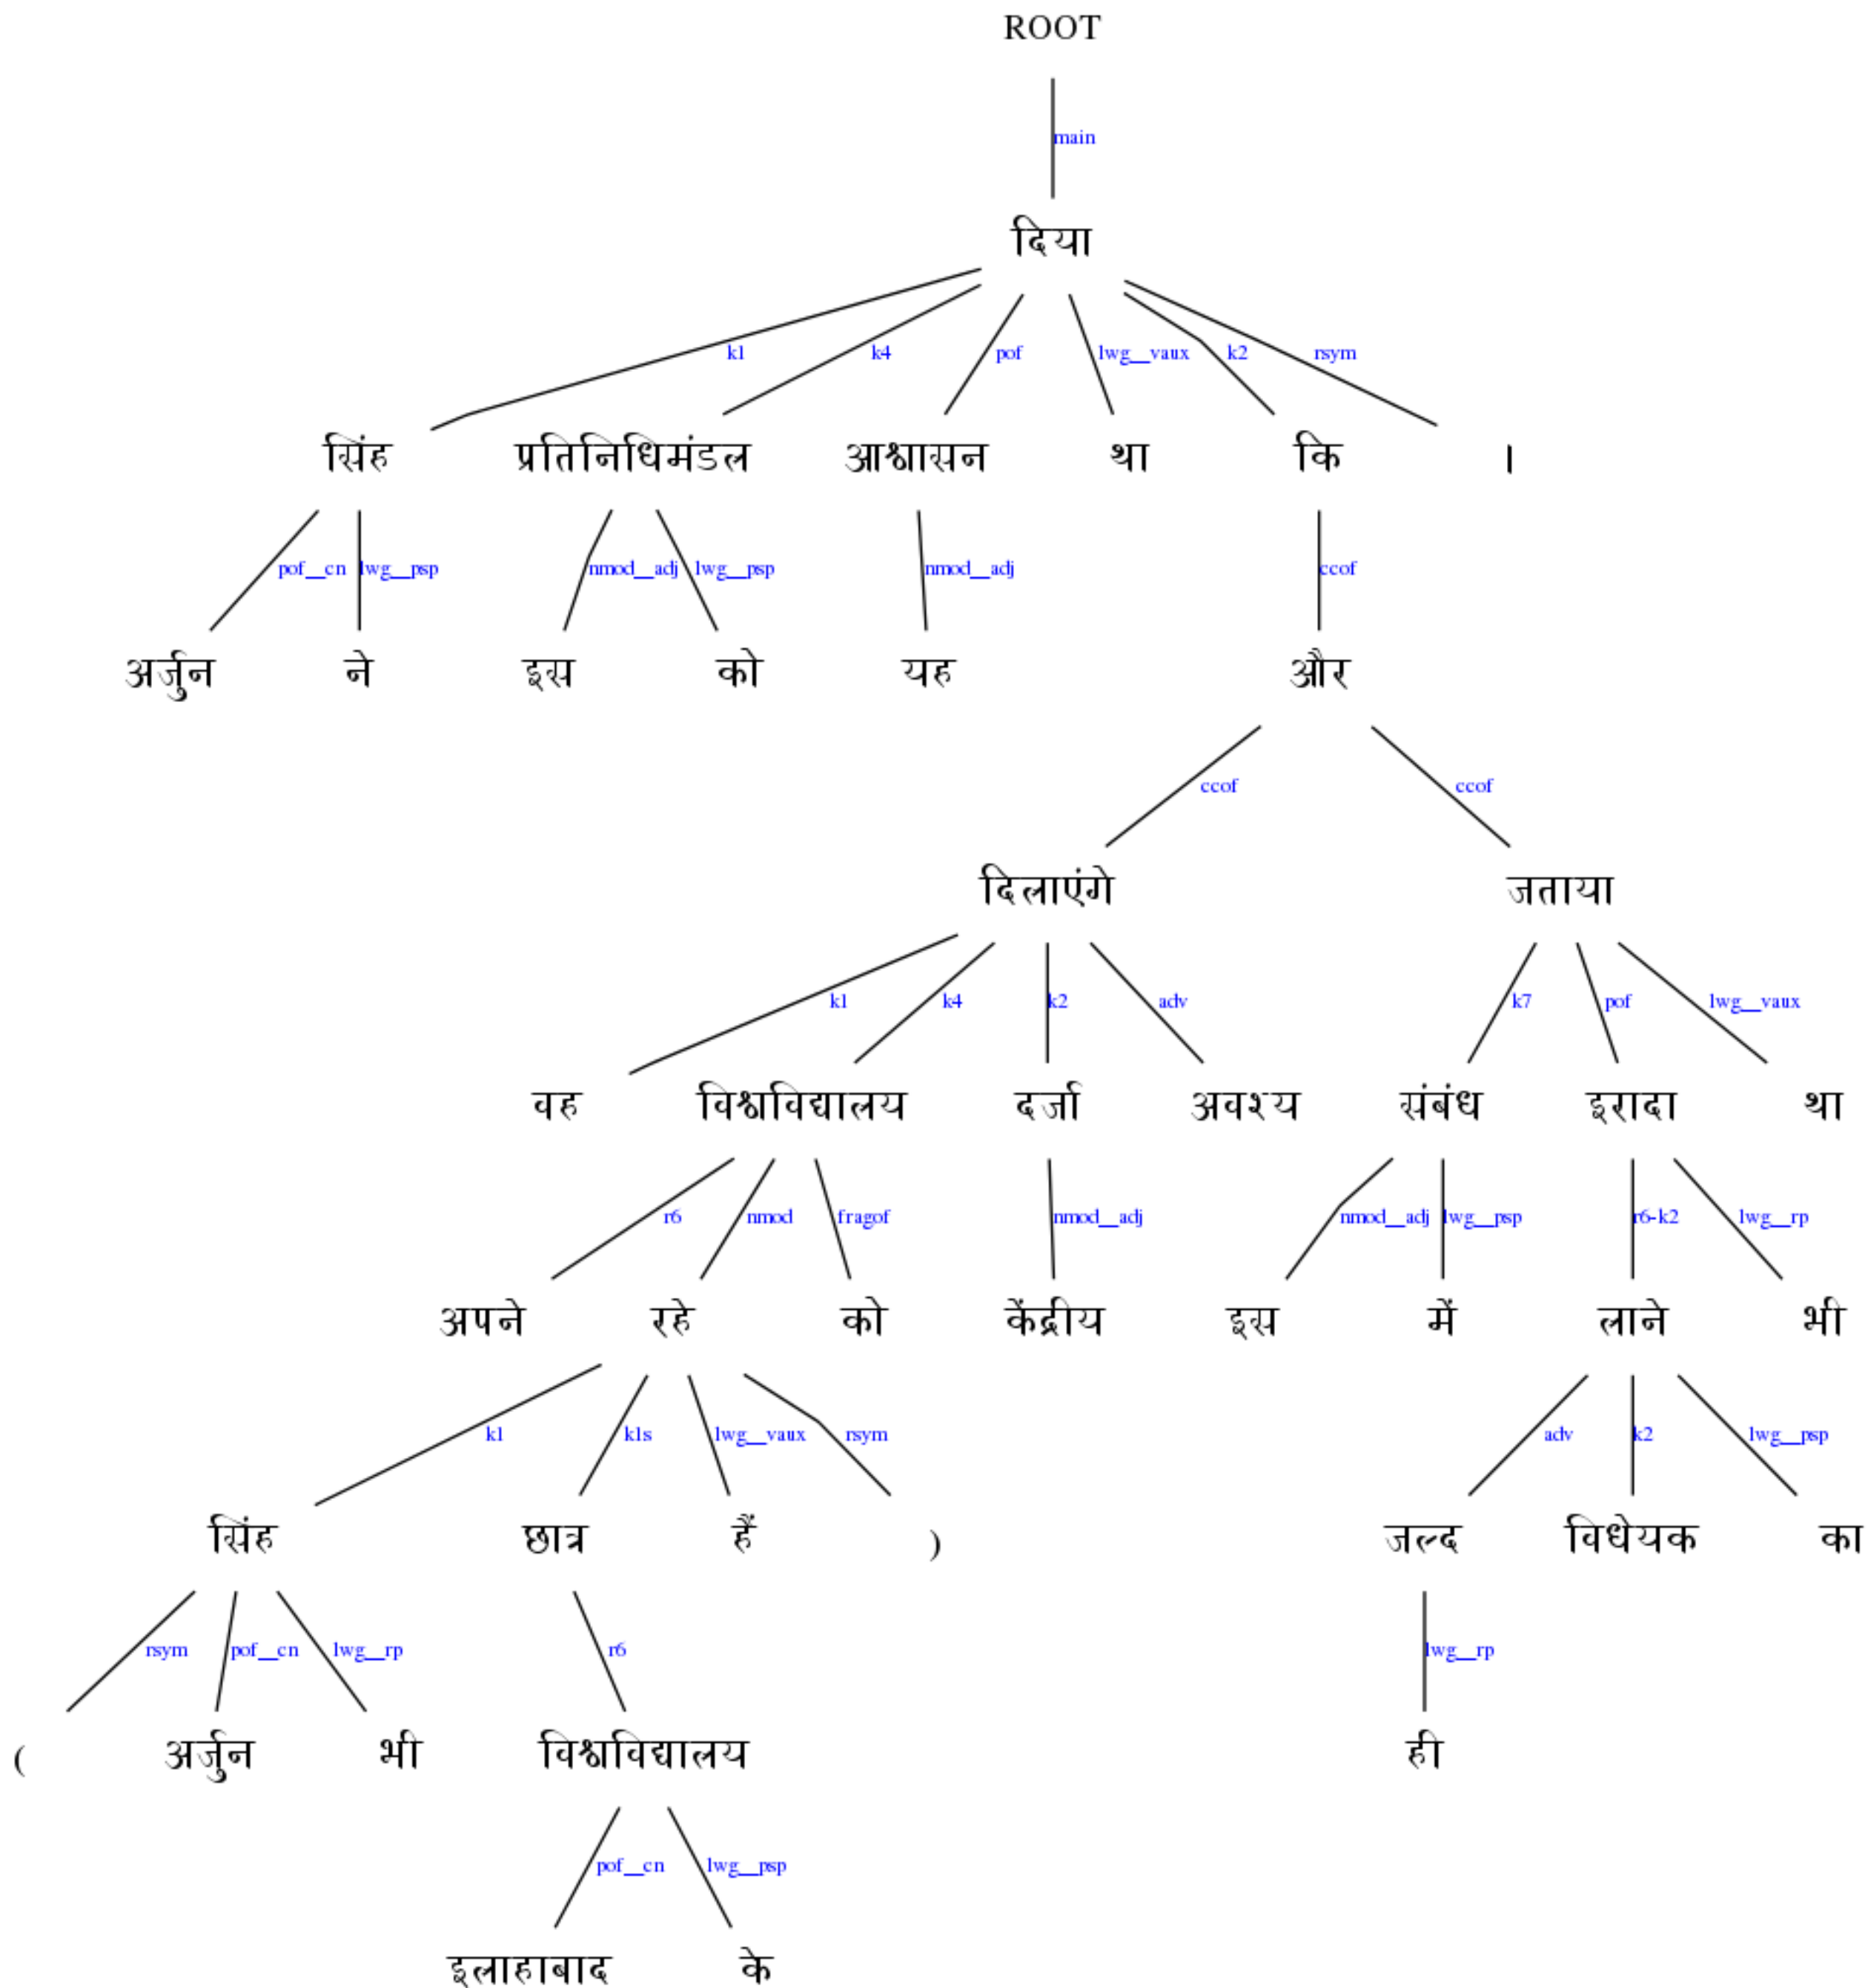 ROOT
main
दिया
k1 k4 pof lwg__vaux k2 rsym
सिंह प्रतिनिधिमंडल आश्वासन था कि ।
pof__cn lwg__psp nmod__adj lwg__psp nmod__adj ccof
अर्जुन ने इस को यह और
ccof ccof
दिलाएंगे जताया
k1 k4 k2 adv k7 pof lwg__vaux
वह विश्वविद्यालय दर्जा अवश्य संबंध इरादा था
r6 nmod fragof nmod__adj nmod__adj lwg__psp r6-k2 lwg__rp
अपने रहे को केंद्रीय इस में लाने भी
k1 k1s lwg__vaux rsym adv k2 lwg__psp
सिंह छात्र हैं ) जल्द विधेयक का
rsym pof__cn lwg__rp r6 lwg__rp
( अर्जुन भी विश्वविद्यालय ही
pof__cn lwg__psp
इलाहाबाद के